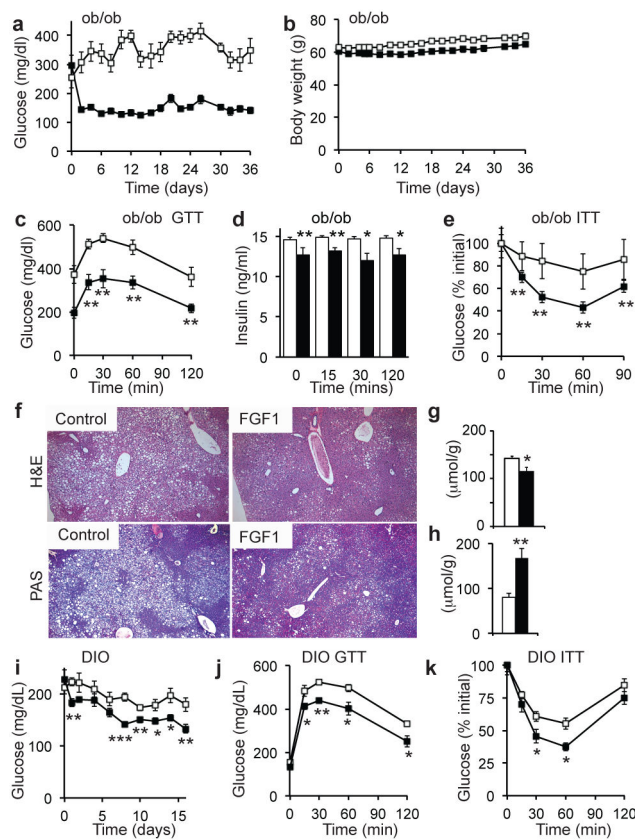 a
ob/ob
Glucose (mg/dl)
400
300
200
100
0
0 6 12 18 24 30 36
Time (days)
b
ob/ob
Body weight (g)
80
60
40
20
0
0 6 12 18 24 30 36
Time (days)
c
ob/ob GTT
Glucose (mg/dl)
600
400
200
0
** ** ** **
0 30 60 90 120
Time (min)
d
ob/ob
Insulin (ng/ml)
15
10
5
0
** ** * *
0 15 30 120
Time (mins)
e
ob/ob ITT
Glucose (% initial)
100
80
60
40
20
0
** ** ** **
0 30 60 90
Time (min)
f
Control
FGF1
H&E
Control
FGF1
PAS
g
(μmol/g)
200
100
0
*
h
(μmol/g)
200
100
0
**
i
DIO
Glucose (mg/dL)
200
150
100
50
0
** *** ** * * **
0 5 10 15
Time (days)
j
DIO GTT
Glucose (mg/dL)
600
400
200
0
* ** * *
0 30 60 90 120
Time (min)
k
DIO ITT
Glucose (% initial)
100
75
50
25
0
* *
0 30 60 90 120
Time (min)